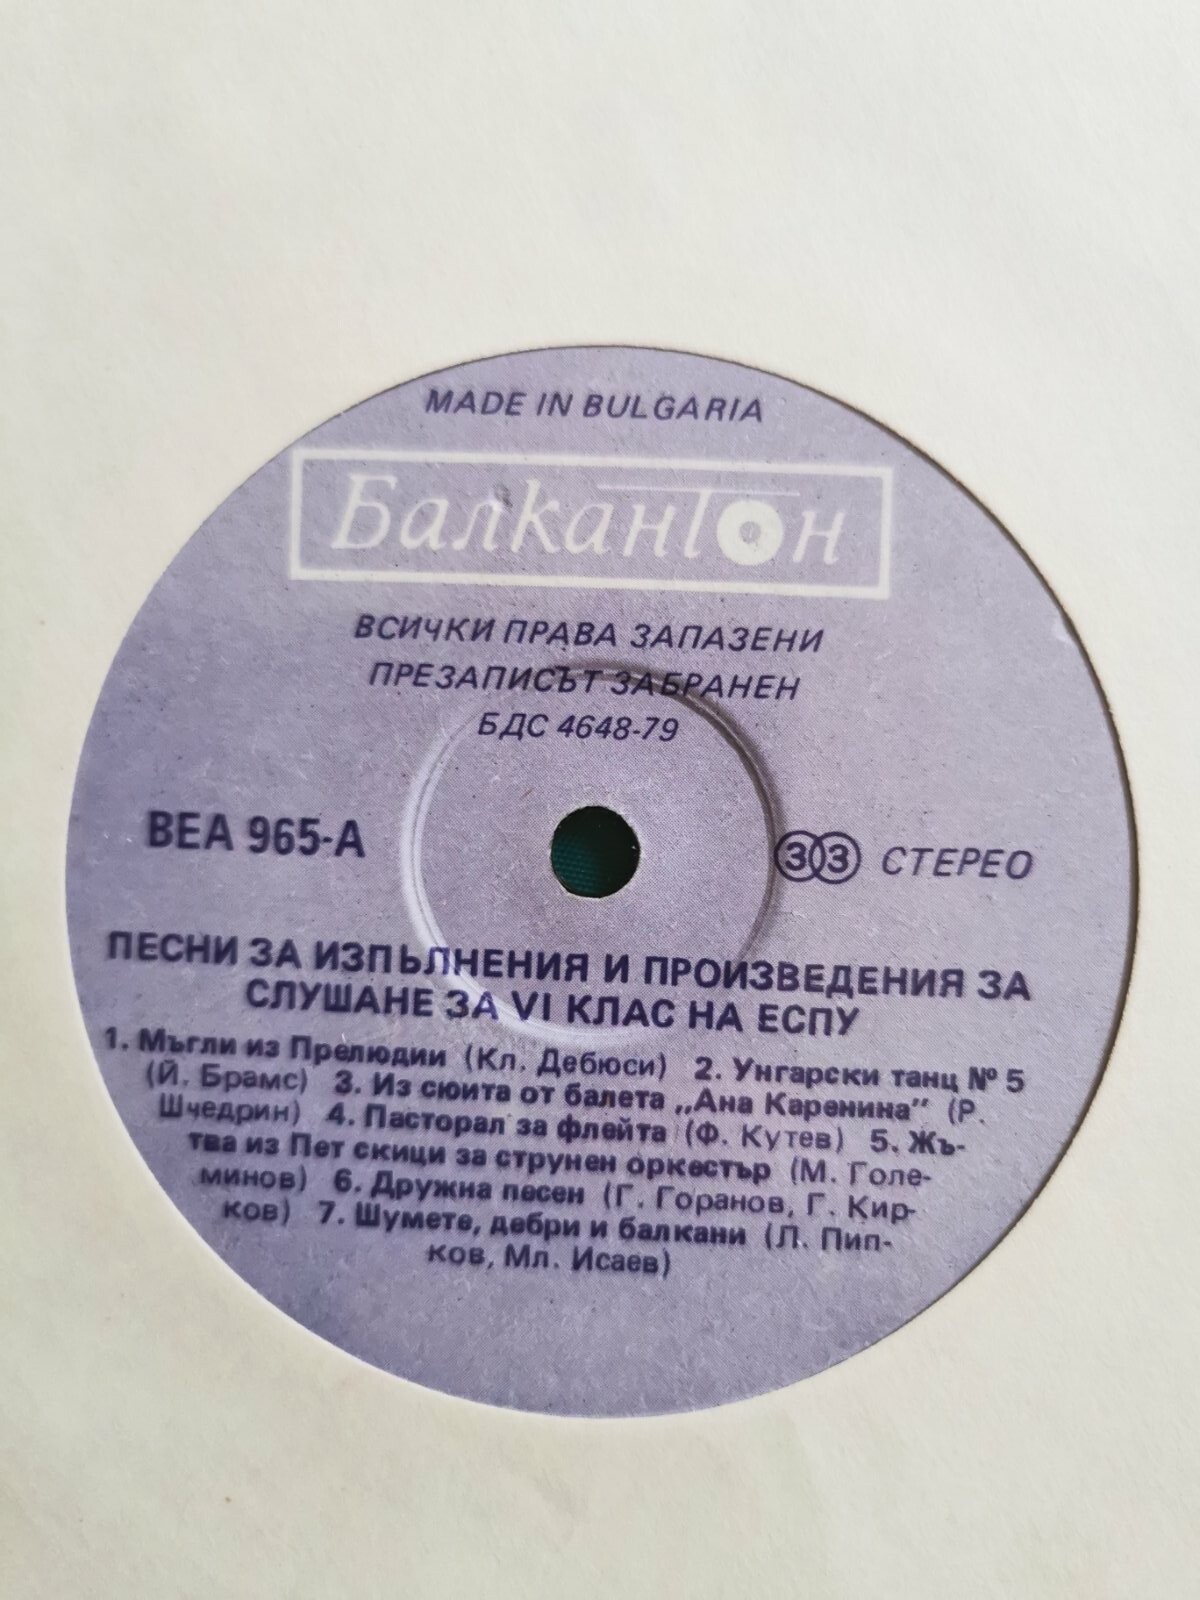 MADE IN BULGARIA
Балкантон
ВСИЧКИ ПРАВА ЗАПАЗЕНИ
ПРЕЗАПИСЪТ ЗАБРАНЕН
БДС 4648-79
ВЕА 965-А
33 СТЕРЕО
ПЕСНИ ЗА ИЗПЪЛНЕНИЯ И ПРОИЗВЕДЕНИЯ ЗА
СЛУШАНЕ ЗА VI КЛАС НА ЕСПУ
1. Мъгли из Прелюдии (Кл. Дебюси) 2. Унгарски танц № 5
(Й. Брамс) 3. Из сюита от балета „Ана Каренина" (Р.
Шчедрин) 4. Пасторал за флейта (Ф. Кутев) 5. Жъ-
тва из Пет скици за струнен оркестър (М. Голе-
минов) 6. Дружна песен (Г. Горанов, Г. Кир-
ков) 7. Шумете, дебри и балкани (Л. Пип-
ков, Мл. Исаев)